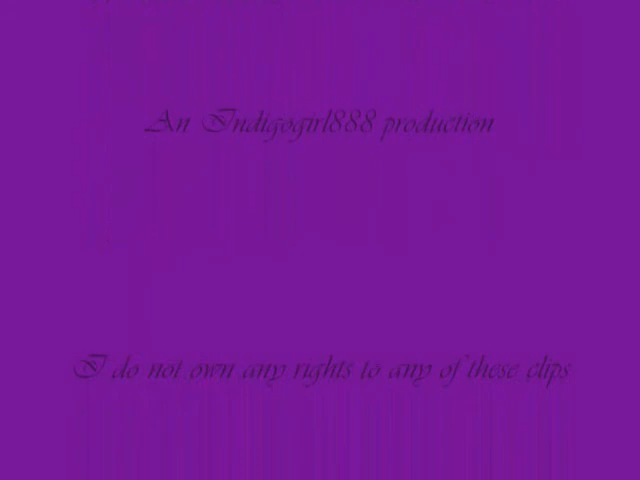 An Indigogirl888 production
I do not own any rights to any of these clips